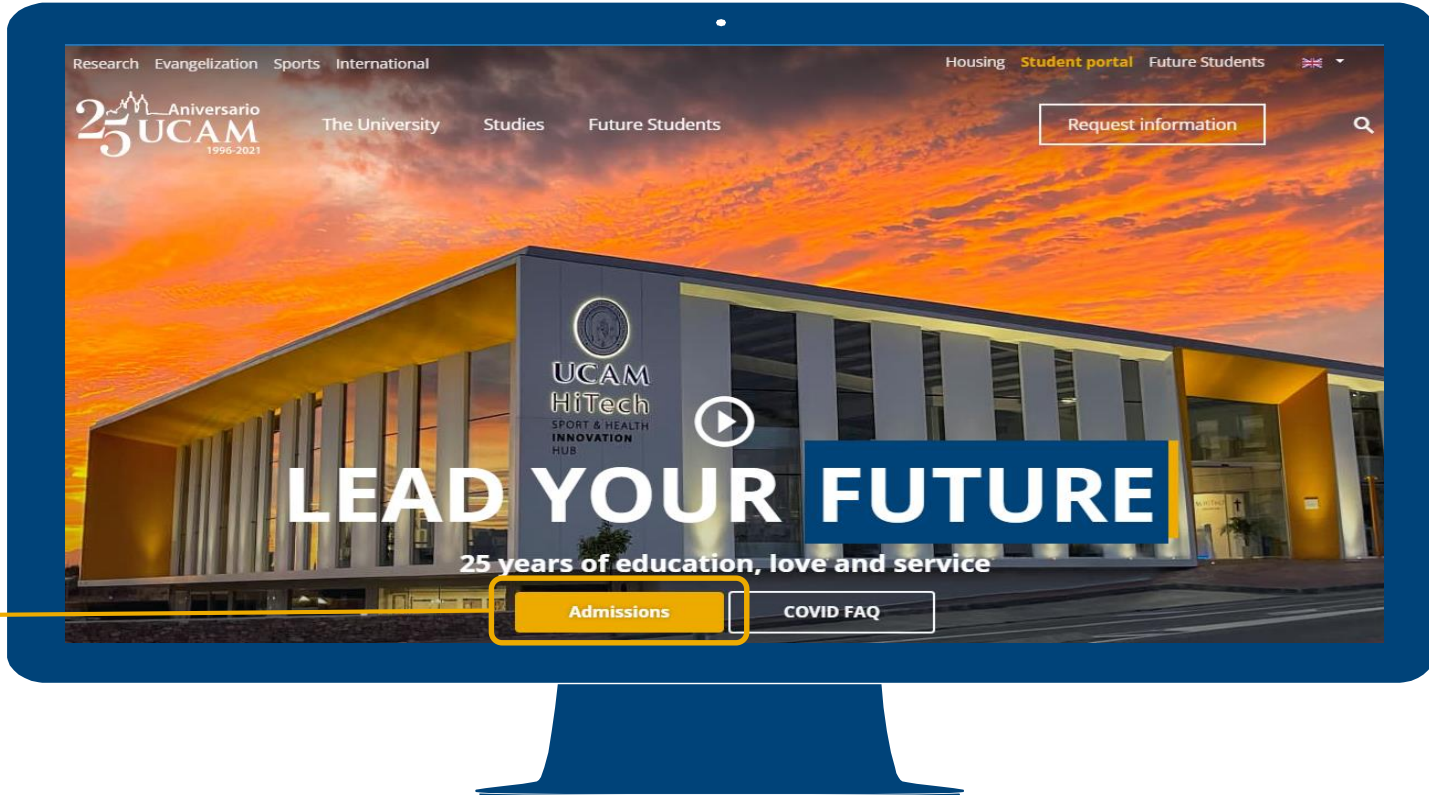 Research Evangelization Sports International
Housing Student portal Future Students
25 Aniversario
UCAM
1996-2021
The University Studies Future Students
Request information
UCAM
HiTech
SPORT & HEALTH
INNOVATION
HUB
LEAD YOUR FUTURE
25 years of education, love and service
Admissions
COVID FAQ